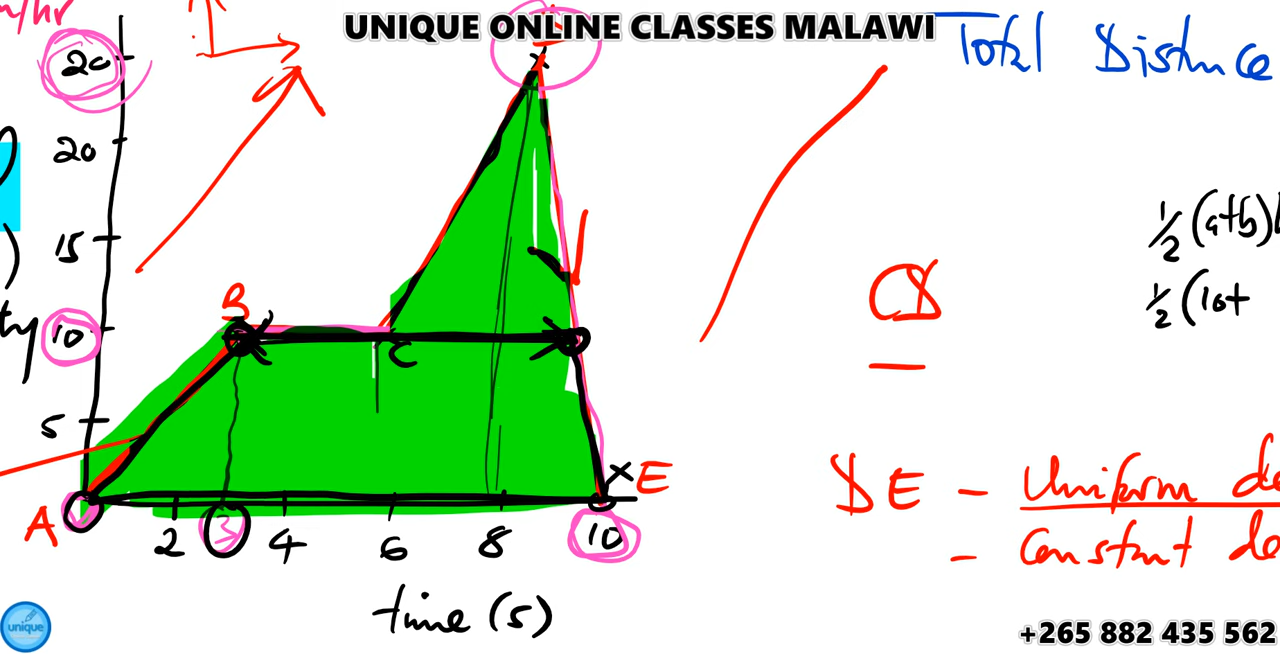 UNIQUE ONLINE CLASSES MALAWI
m/hr
Total Distance
20
20
15
10
5
B
C
A
E
2 3 4 6 8 10
time (s)
½(a+b)
½(10+
CD
DE - Uniform de
- Constant de
unique
+265 882 435 562